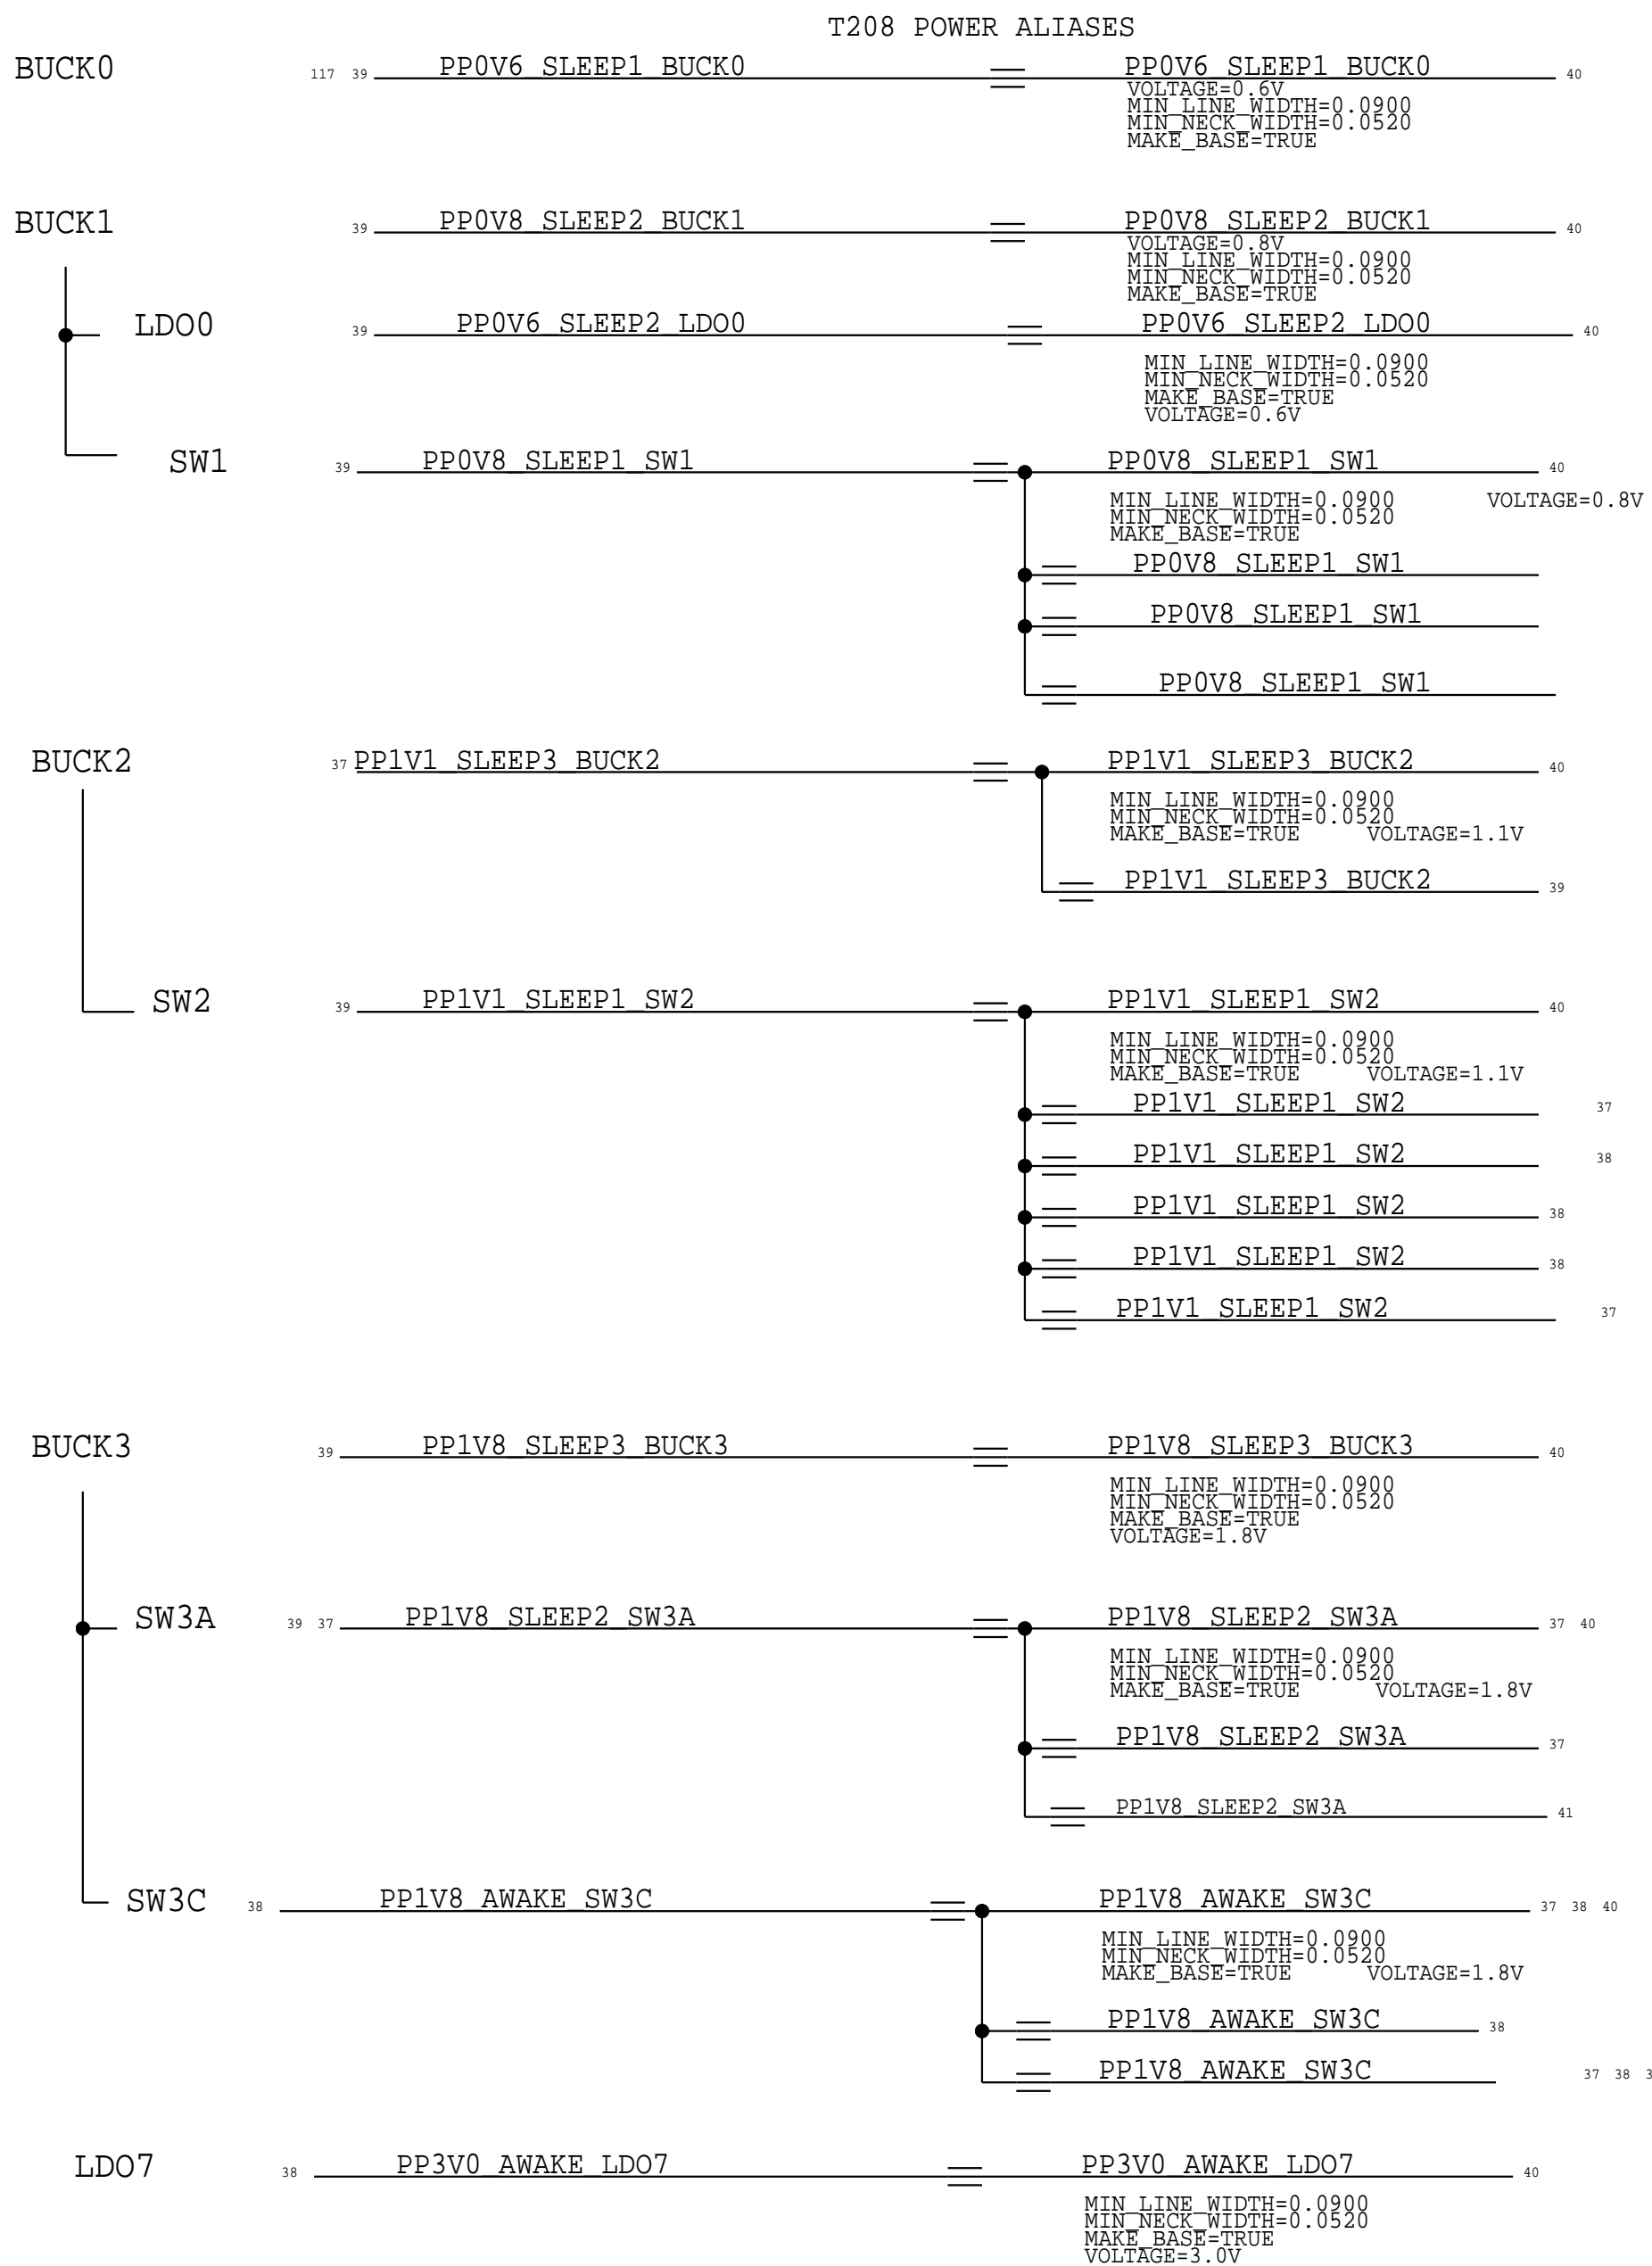 T208 POWER ALIASES
BUCK0 117 39 PP0V6_SLEEP1_BUCK0 PP0V6_SLEEP1_BUCK0 40
VOLTAGE=0.6V
MIN_LINE_WIDTH=0.0900
MIN_NECK_WIDTH=0.0520
MAKE_BASE=TRUE
BUCK1 39 PP0V8_SLEEP2_BUCK1 PP0V8_SLEEP2_BUCK1 40
VOLTAGE=0.8V
MIN_LINE_WIDTH=0.0900
MIN_NECK_WIDTH=0.0520
MAKE_BASE=TRUE
LDO0 39 PP0V6_SLEEP2_LDO0 PP0V6_SLEEP2_LDO0 40
MIN_LINE_WIDTH=0.0900
MIN_NECK_WIDTH=0.0520
MAKE_BASE=TRUE
VOLTAGE=0.6V
SW1 39 PP0V8_SLEEP1_SW1 PP0V8_SLEEP1_SW1 40
MIN_LINE_WIDTH=0.0900 VOLTAGE=0.8V
MIN_NECK_WIDTH=0.0520
MAKE_BASE=TRUE
PP0V8_SLEEP1_SW1
PP0V8_SLEEP1_SW1
PP0V8_SLEEP1_SW1
BUCK2 37 PP1V1_SLEEP3_BUCK2 PP1V1_SLEEP3_BUCK2 40
MIN_LINE_WIDTH=0.0900
MIN_NECK_WIDTH=0.0520
MAKE_BASE=TRUE VOLTAGE=1.1V
PP1V1_SLEEP3_BUCK2 39
SW2 39 PP1V1_SLEEP1_SW2 PP1V1_SLEEP1_SW2 40
MIN_LINE_WIDTH=0.0900
MIN_NECK_WIDTH=0.0520
MAKE_BASE=TRUE VOLTAGE=1.1V
PP1V1_SLEEP1_SW2 37
PP1V1_SLEEP1_SW2 38
PP1V1_SLEEP1_SW2 38
PP1V1_SLEEP1_SW2 38
PP1V1_SLEEP1_SW2 37
BUCK3 39 PP1V8_SLEEP3_BUCK3 PP1V8_SLEEP3_BUCK3 40
MIN_LINE_WIDTH=0.0900
MIN_NECK_WIDTH=0.0520
MAKE_BASE=TRUE
VOLTAGE=1.8V
SW3A 39 37 PP1V8_SLEEP2_SW3A PP1V8_SLEEP2_SW3A 37 40
MIN_LINE_WIDTH=0.0900
MIN_NECK_WIDTH=0.0520
MAKE_BASE=TRUE VOLTAGE=1.8V
PP1V8_SLEEP2_SW3A 37
PP1V8_SLEEP2_SW3A 41
SW3C 38 PP1V8_AWAKE_SW3C PP1V8_AWAKE_SW3C 37 38 40
MIN_LINE_WIDTH=0.0900
MIN_NECK_WIDTH=0.0520
MAKE_BASE=TRUE VOLTAGE=1.8V
PP1V8_AWAKE_SW3C 38
PP1V8_AWAKE_SW3C 37 38
LDO7 38 PP3V0_AWAKE_LDO7 PP3V0_AWAKE_LDO7 40
MIN_LINE_WIDTH=0.0900
MIN_NECK_WIDTH=0.0520
MAKE_BASE=TRUE
VOLTAGE=3.0V